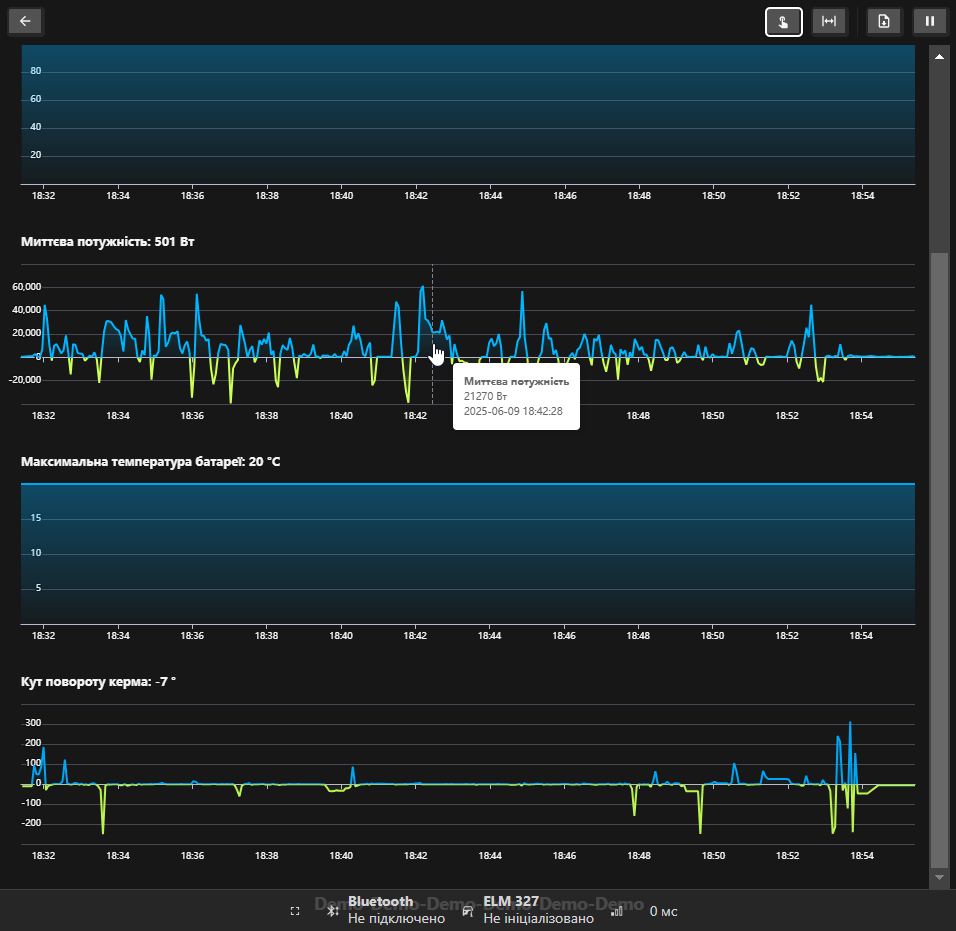 80
60
40
20
18:32 18:34 18:36 18:38 18:40 18:42 18:44 18:46 18:48 18:50 18:52 18:54
Миттєва потужність: 501 Вт
60,000
40,000
20,000
0
-20,000
18:32 18:34 18:36 18:38 18:40 18:42 18:48 18:50 18:52 18:54
Миттєва потужність
21270 Вт
2025-06-09 18:42:28
Максимальна температура батареї: 20 °C
15
10
5
18:32 18:34 18:36 18:38 18:40 18:42 18:44 18:46 18:48 18:50 18:52 18:54
Кут повороту керма: -7 °
300
200
100
0
-100
-200
18:32 18:34 18:36 18:38 18:40 18:42 18:44 18:46 18:48 18:50 18:52 18:54
Demo-Demo-Demo-Demo-Demo-Demo
Bluetooth
Не підключено
ELM 327
Не ініціалізовано
0 мс